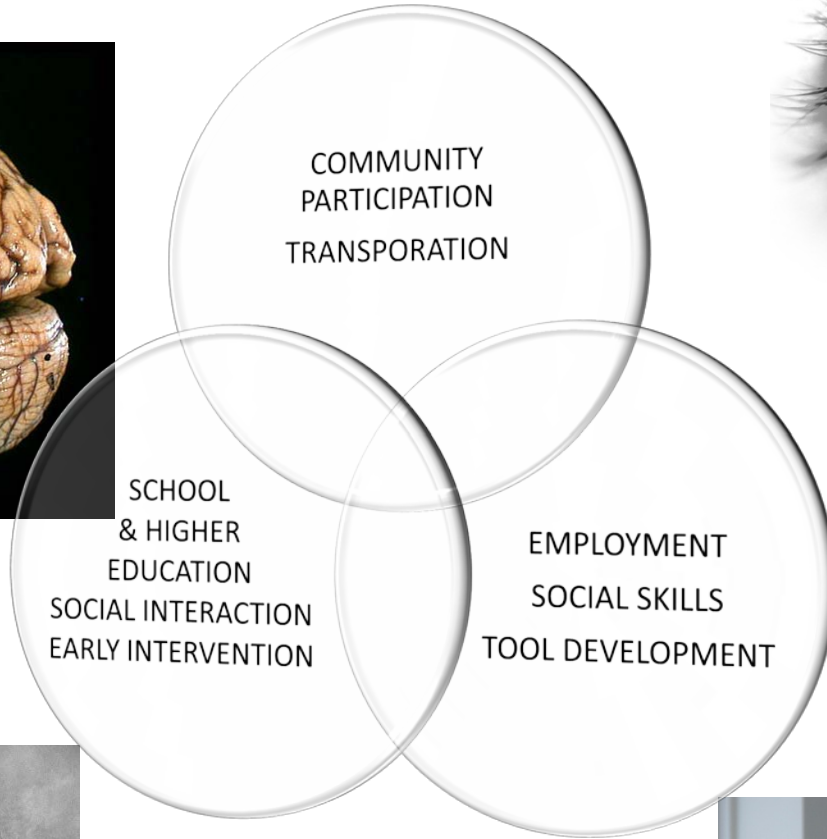 COMMUNITY
PARTICIPATION
TRANSPORATION
SCHOOL
& HIGHER
EDUCATION
SOCIAL INTERACTION
EARLY INTERVENTION
EMPLOYMENT
SOCIAL SKILLS
TOOL DEVELOPMENT